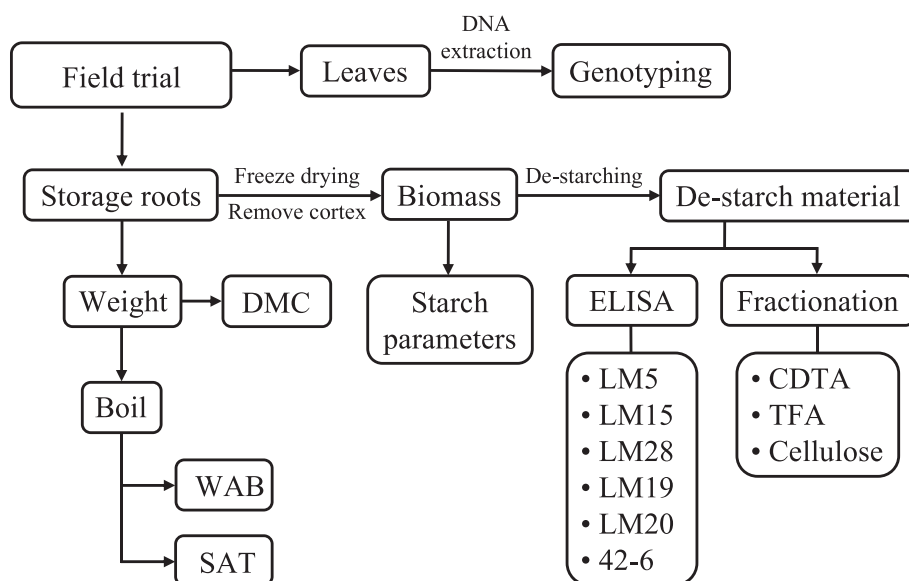 DNA
extraction
Field trial
Leaves
Genotyping
Storage roots
Freeze drying
Remove cortex
Biomass
De-starching
De-starch material
Weight
DMC
Starch
parameters
ELISA
Fractionation
Boil
WAB
SAT
• LM5
• LM15
• LM28
• LM19
• LM20
• 42-6
• CDTA
• TFA
• Cellulose